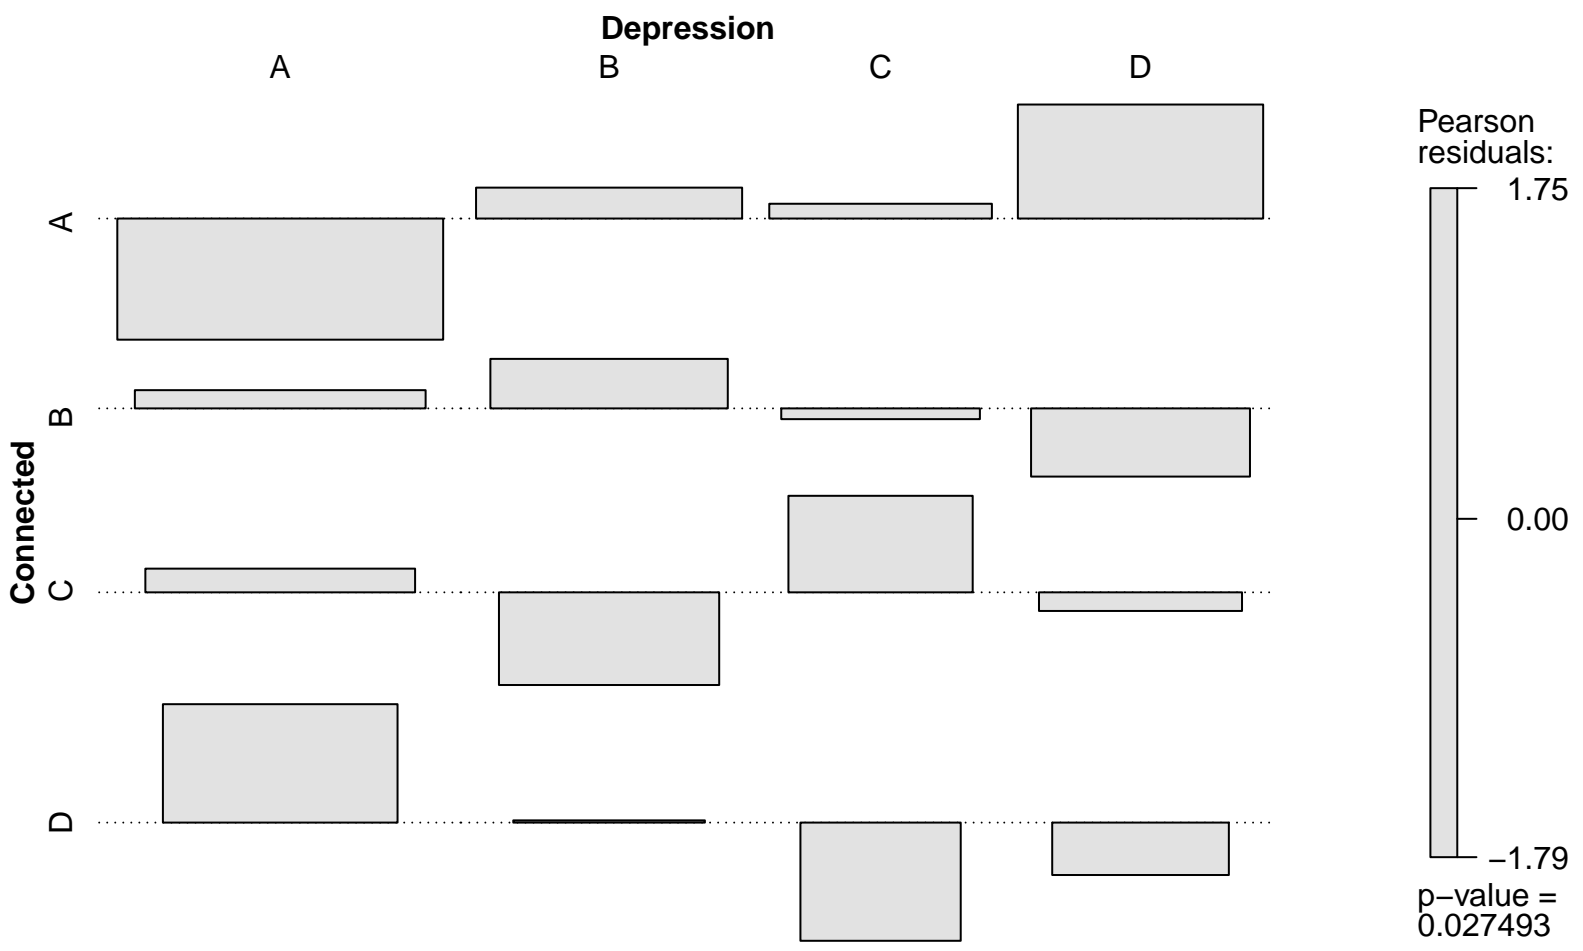 Depression
A B C D
A
B
C
D
Connected
Pearson
residuals:
1.75
0.00
−1.79
p−value =
0.027493